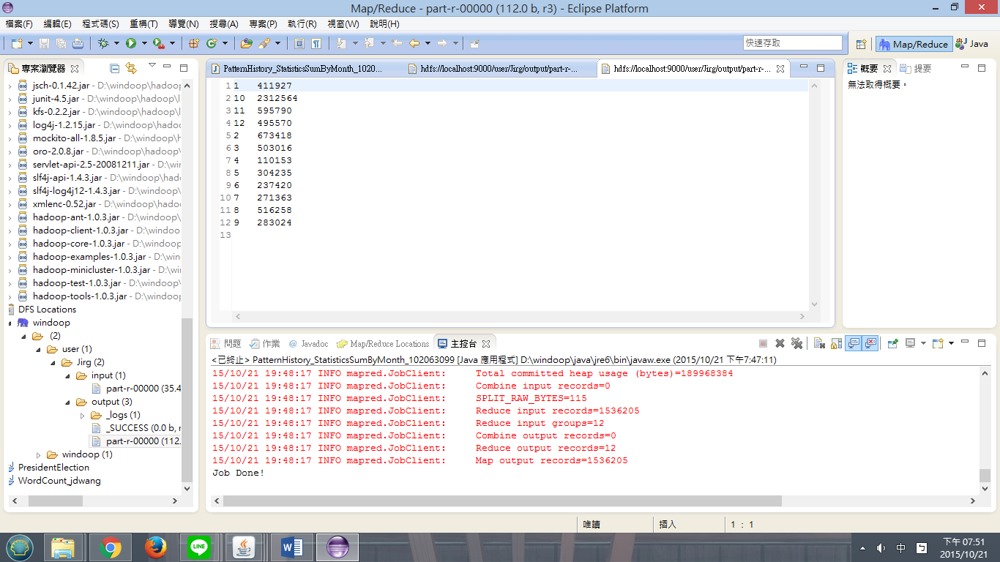 Map/Reduce - part-r-00000 (112.0 b, r3) - Eclipse Platform
檔案(F) 編輯(E) 程式碼(S) 重構(T) 導覽(N) 搜尋(A) 專案(P) 執行(R) 視窗(W) 說明(H)
快速存取
Map/Reduce
Java
專案瀏覽器
jsch-0.1.42.jar - D:\windoop\hadoo
junit-4.5.jar - D:\windoop\hadoop\l
kfs-0.2.2.jar - D:\windoop\hadoop\l
log4j-1.2.15.jar - D:\windoop\hado
mockito-all-1.8.5.jar - D:\windoop\h
oro-2.0.8.jar - D:\windoop\hadoop\
servlet-api-2.5-20081211.jar - D:\win
slf4j-api-1.4.3.jar - D:\windoop\had
slf4j-log4j12-1.4.3.jar - D:\windoop
xmlenc-0.52.jar - D:\windoop\hado
hadoop-ant-1.0.3.jar - D:\windoop\
hadoop-client-1.0.3.jar - D:\windoo
hadoop-core-1.0.3.jar - D:\windoop
hadoop-examples-1.0.3.jar - D:\win
hadoop-minicluster-1.0.3.jar - D:\w
hadoop-test-1.0.3.jar - D:\windoop\
hadoop-tools-1.0.3.jar - D:\windoo
DFS Locations
windoop
(2)
user (1)
Jirg (2)
input (1)
part-r-00000 (35.4
output (3)
_logs (1)
_SUCCESS (0.0 b, r
part-r-00000 (112.
windoop (1)
PresidentElection
WordCount_jdwang
PatternHistory_StatisticsSumByMonth_1020...
hdfs://localhost:9000/user/Jirg/output/part-r-...
hdfs://localhost:9000/user/Jirg/output/part-r-...
1 1 411927
2 10 2312564
3 11 595790
4 12 495570
5 2 673418
6 3 503016
7 4 110153
8 5 304235
9 6 237420
10 7 271363
11 8 516258
12 9 283024
13
概要
提要
無法取得概要。
問題 作業 Javadoc Map/Reduce Locations 主控台
<已終止> PatternHistory_StatisticsSumByMonth_102063099 [Java 應用程式] D:\windoop\java\jre6\bin\javaw.exe (2015/10/21 下午7:47:11)
15/10/21 19:48:17 INFO mapred.JobClient: Total committed heap usage (bytes)=189968384
15/10/21 19:48:17 INFO mapred.JobClient: Combine input records=0
15/10/21 19:48:17 INFO mapred.JobClient: SPLIT_RAW_BYTES=115
15/10/21 19:48:17 INFO mapred.JobClient: Reduce input records=1536205
15/10/21 19:48:17 INFO mapred.JobClient: Reduce input groups=12
15/10/21 19:48:17 INFO mapred.JobClient: Combine output records=0
15/10/21 19:48:17 INFO mapred.JobClient: Reduce output records=12
15/10/21 19:48:17 INFO mapred.JobClient: Map output records=1536205
Job Done!
唯讀 插入 1 : 1
LINE
中
下午 07:51
2015/10/21